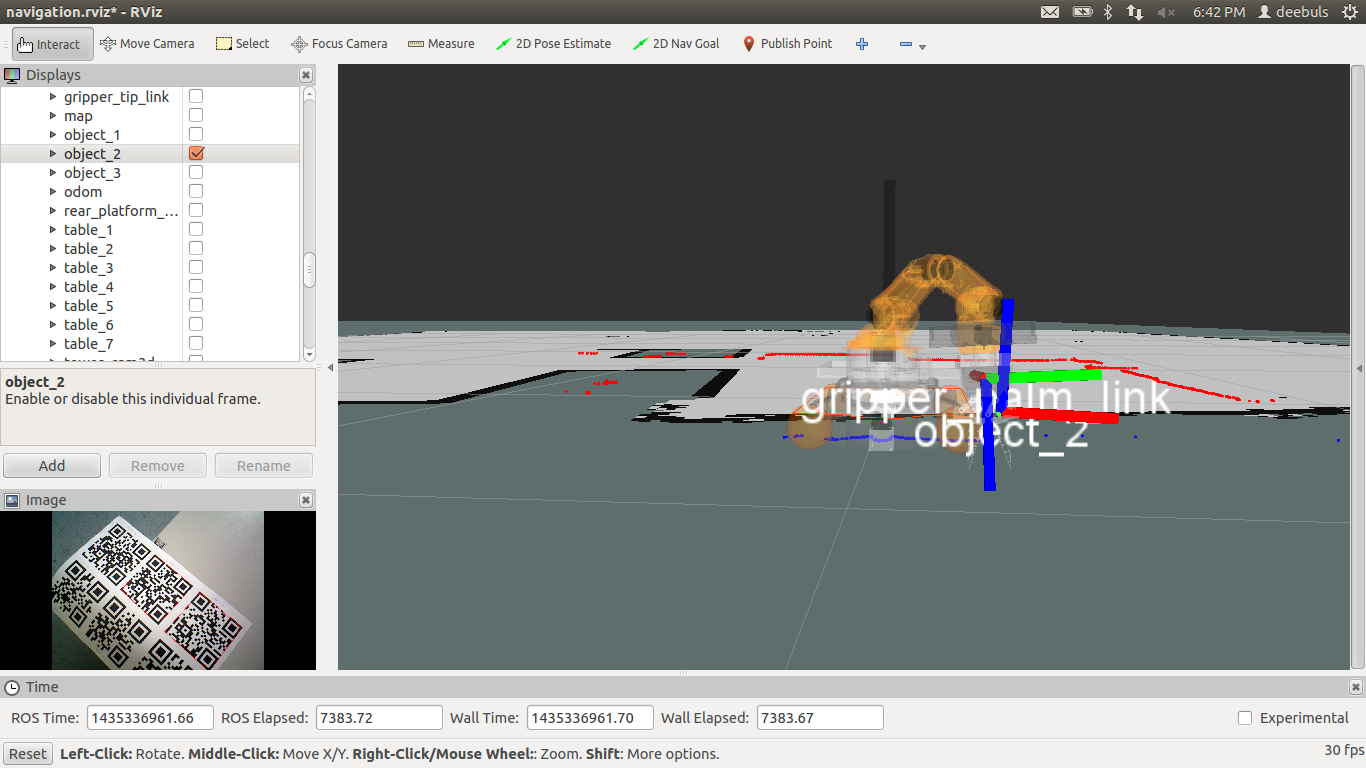 navigation.rviz* - RViz
6:42 PM deebuls
Interact Move Camera Select Focus Camera Measure 2D Pose Estimate 2D Nav Goal Publish Point
Displays
gripper_tip_link
map
object_1
object_2
object_3
odom
rear_platform_...
table_1
table_2
table_3
table_4
table_5
table_6
table_7
object_2
Enable or disable this individual frame.
Add Remove Rename
Image
gripper_palm_link
object_2
Time
ROS Time: 1435336961.66 ROS Elapsed: 7383.72 Wall Time: 1435336961.70 Wall Elapsed: 7383.67 Experimental
Reset Left-Click: Rotate. Middle-Click: Move X/Y. Right-Click/Mouse Wheel:: Zoom. Shift: More options. 30 fps